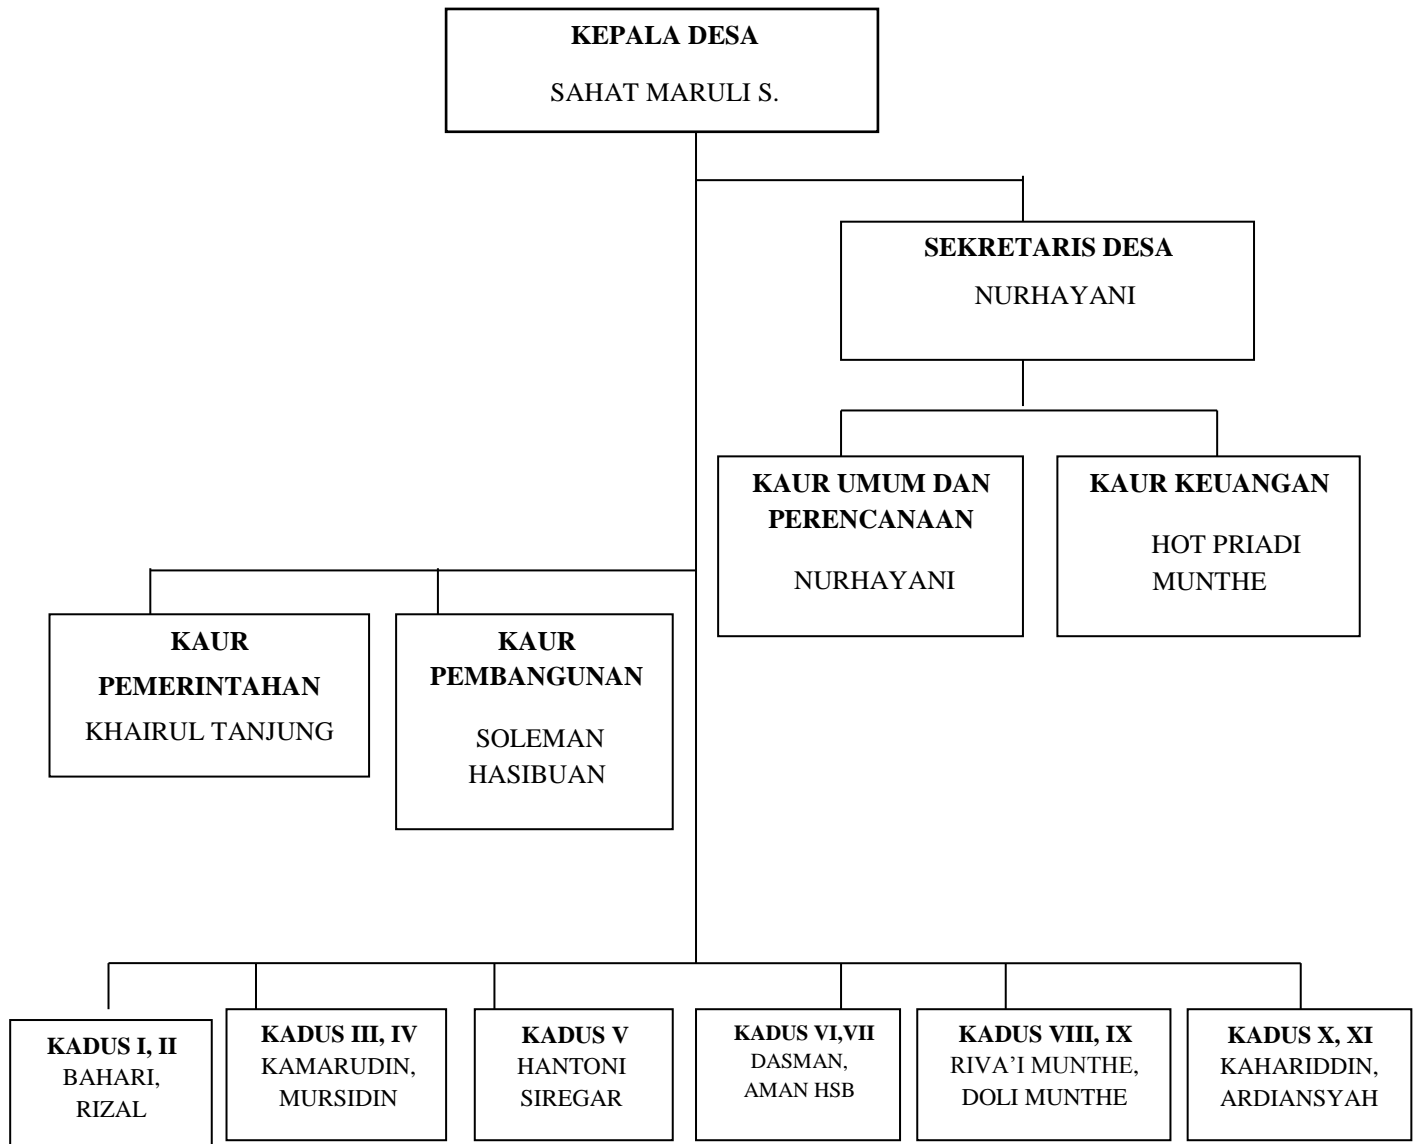 KEPALA DESA
SAHAT MARULI S.
SEKRETARIS DESA
NURHAYANI
KAUR UMUM DAN
PERENCANAAN
NURHAYANI
KAUR KEUANGAN
HOT PRIADI
MUNTHE
KAUR
PEMERINTAHAN
KHAIRUL TANJUNG
KAUR
PEMBANGUNAN
SOLEMAN
HASIBUAN
KADUS I, II
BAHARI,
RIZAL
KADUS III, IV
KAMARUDIN,
MURSIDIN
KADUS V
HANTONI
SIREGAR
KADUS VI,VII
DASMAN,
AMAN HSB
KADUS VIII, IX
RIVA’I MUNTHE,
DOLI MUNTHE
KADUS X, XI
KAHARIDDIN,
ARDIANSYAH